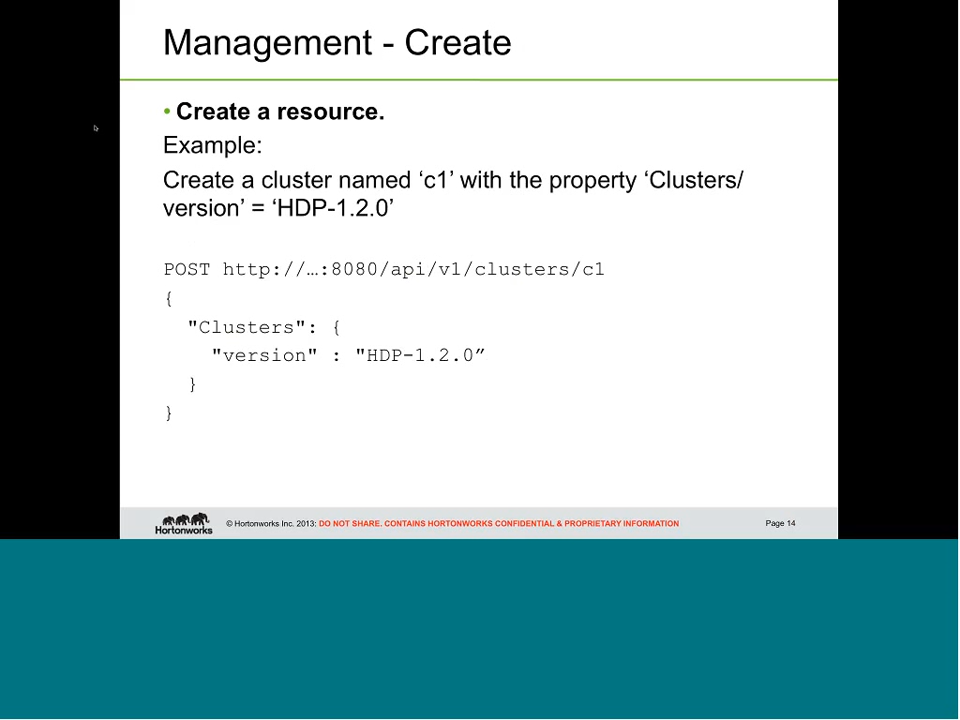 Management - Create
• Create a resource.
Example:
Create a cluster named ‘c1’ with the property ‘Clusters/
version’ = ‘HDP-1.2.0’
POST http://…:8080/api/v1/clusters/c1
{
  "Clusters": {
    "version" : "HDP-1.2.0”
  }
}
Hortonworks
© Hortonworks Inc. 2013: DO NOT SHARE. CONTAINS HORTONWORKS CONFIDENTIAL & PROPRIETARY INFORMATION
Page 14